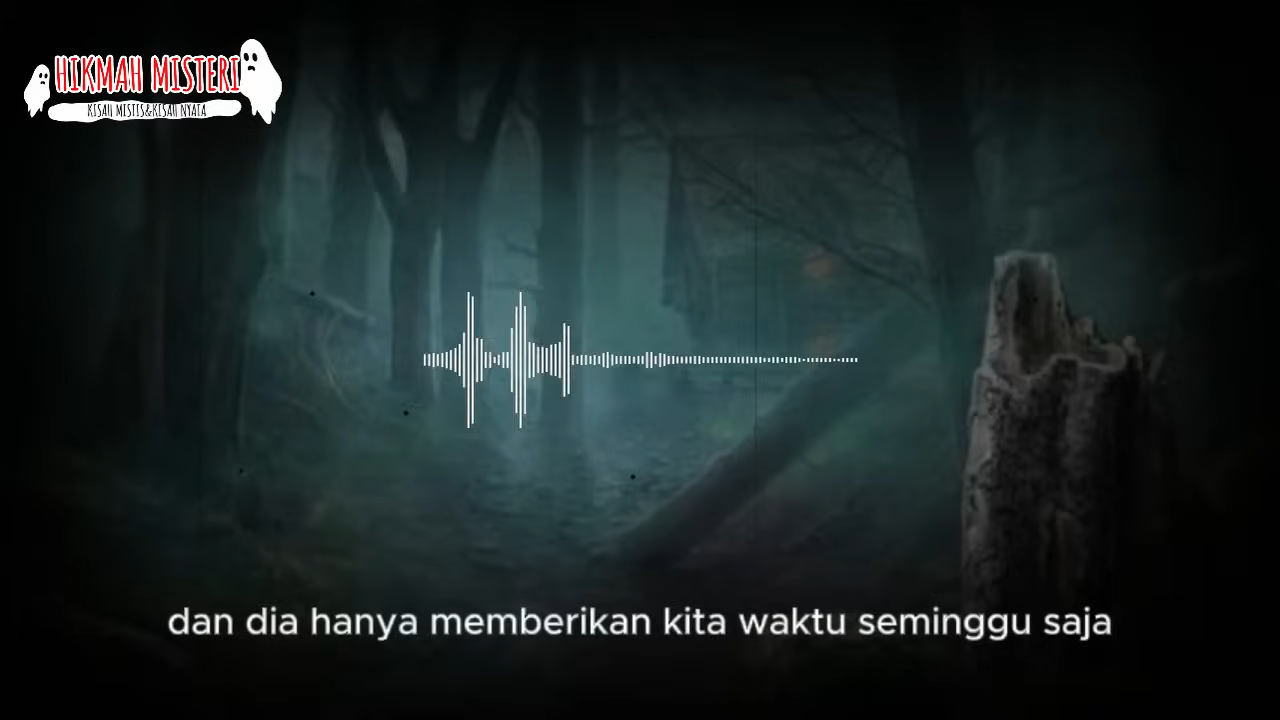 HIKMAH MISTERI
KISAH MISTIS&KISAH NYATA
dan dia hanya memberikan kita waktu seminggu saja